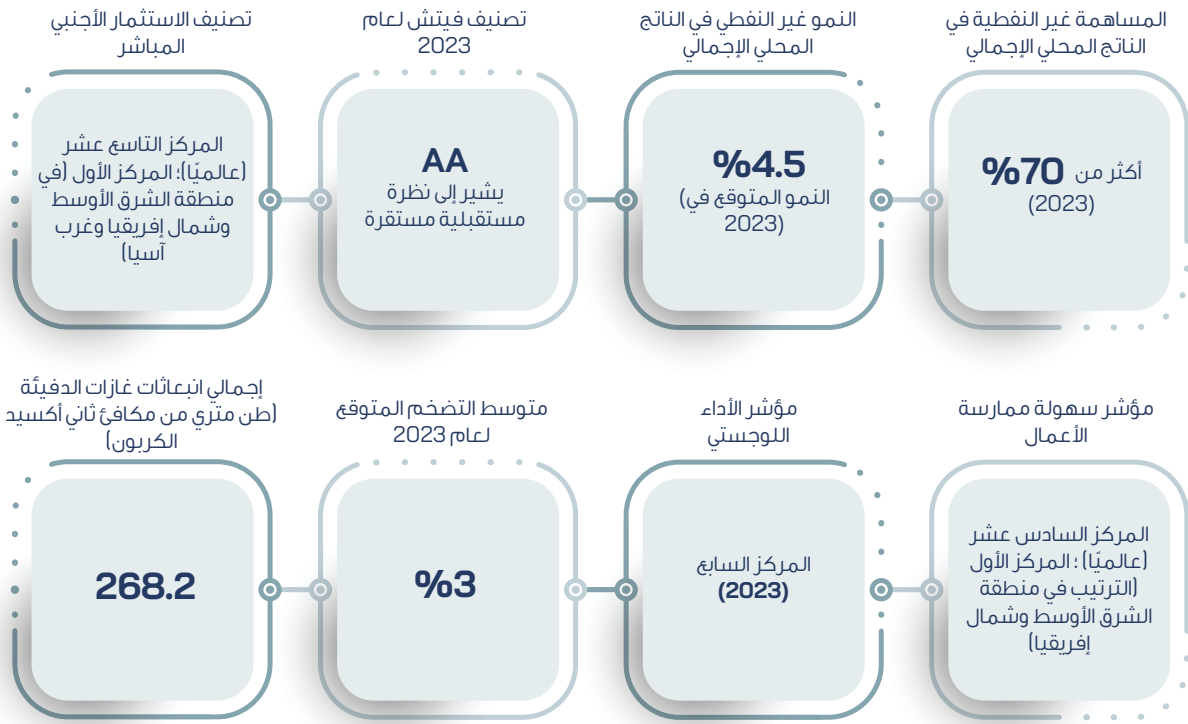 المساهمة غير النفطية في
الناتج المحلي الإجمالي
أكثر من 70%
(2023)
النمو غير النفطي في الناتج
المحلي الإجمالي
%4.5
النمو المتوقع في)
(2023
تصنيف فيتش لعام
2023
AA
يشير إلى نظرة
مستقبلية مستقرة
تصنيف الاستثمار الأجنبي
المباشر
المركز التاسع عشر
(عالميًا)؛ المركز الأول (في
منطقة الشرق الأوسط
وشمال إفريقيا وغرب
آسيا)
مؤشر سهولة ممارسة
الأعمال
المركز السادس عشر
(عالميًا) ؛ المركز الأول
(الترتيب في منطقة
الشرق الأوسط وشمال
إفريقيا)
مؤشر الأداء
اللوجستي
المركز السابع
(2023)
متوسط التضخم المتوقع
لعام 2023
%3
إجمالي انبعاثات غازات الدفيئة
(طن متري من مكافئ ثاني أكسيد
الكربون)
268.2